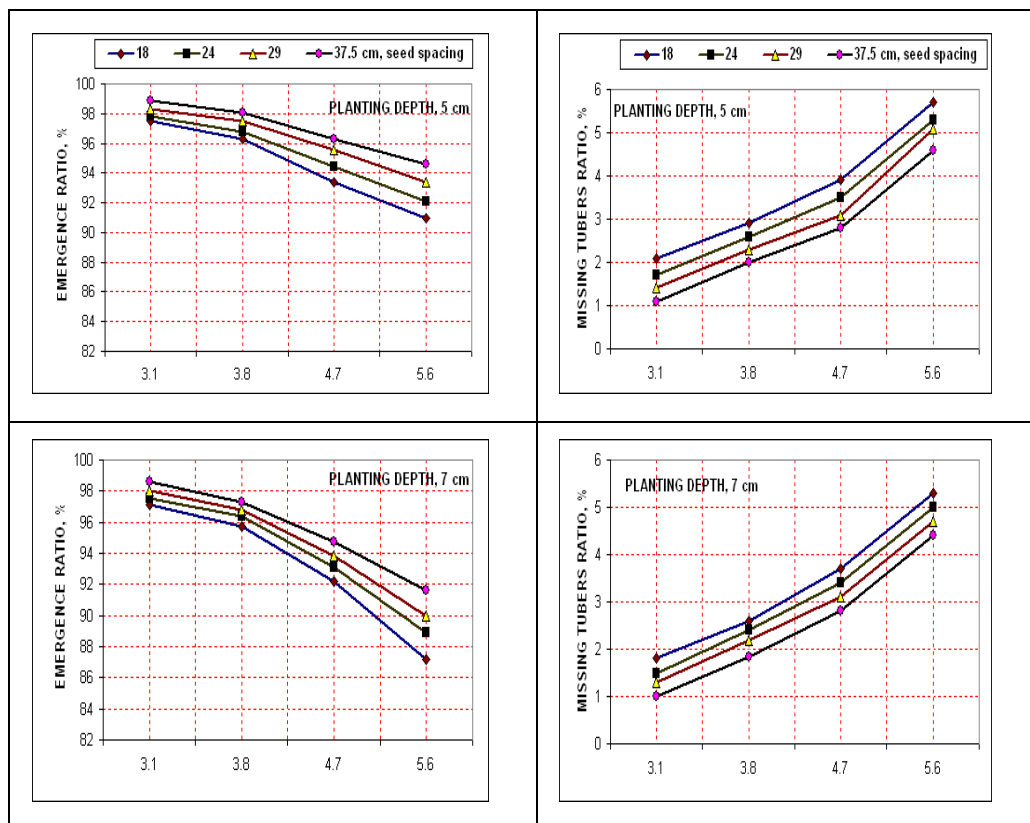 18 24 29 37.5 cm, seed spacing
PLANTING DEPTH, 5 cm
EMERGENCE RATIO, %
100
98
96
94
92
90
88
86
84
82
3.1 3.8 4.7 5.6
18 24 29 37.5 cm, seed spacing
PLANTING DEPTH, 5 cm
MISSING TUBERS RATIO, %
6
5
4
3
2
1
0
3.1 3.8 4.7 5.6
PLANTING DEPTH, 7 cm
EMERGENCE RATIO, %
100
98
96
94
92
90
88
86
84
82
3.1 3.8 4.7 5.6
PLANTING DEPTH, 7 cm
MISSING TUBERS RATIO, %
6
5
4
3
2
1
0
3.1 3.8 4.7 5.6